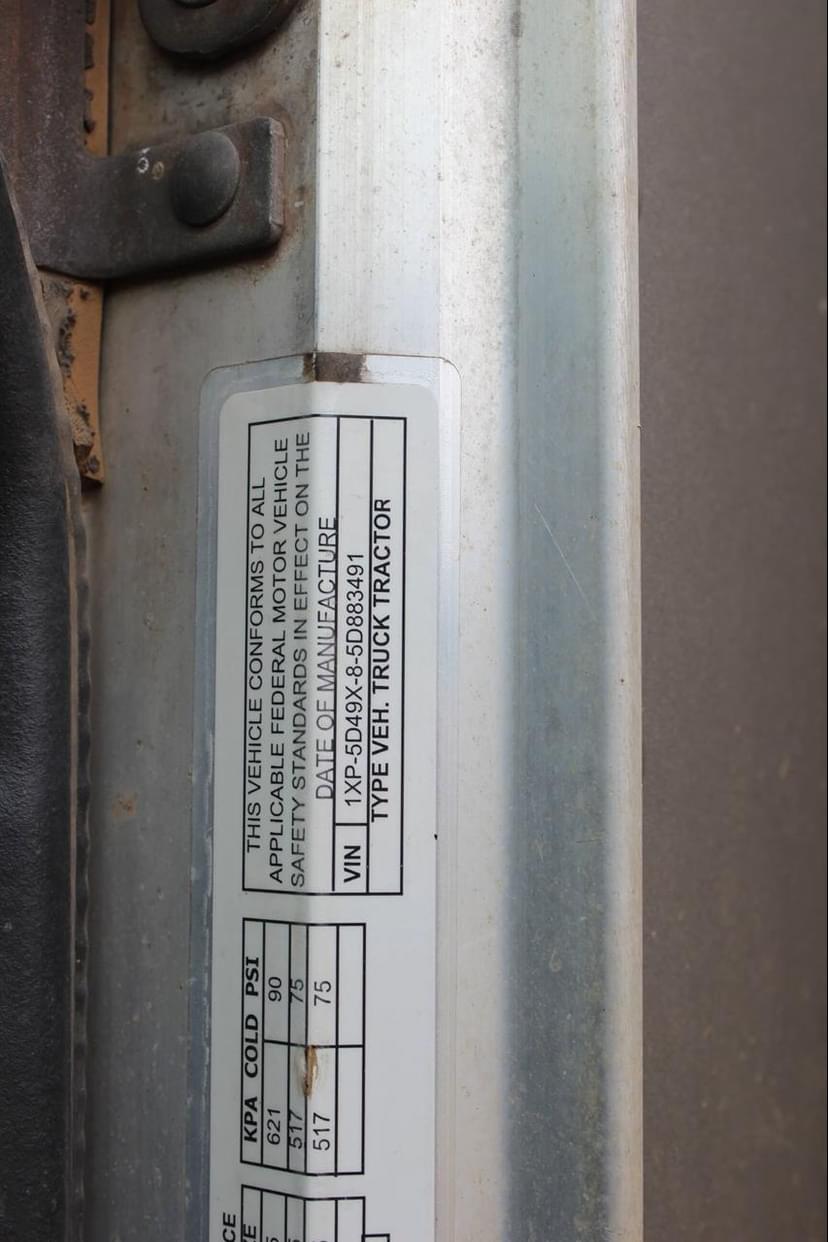 THIS VEHICLE CONFORMS TO ALL
APPLICABLE FEDERAL MOTOR VEHICLE
SAFETY STANDARDS IN EFFECT ON THE
DATE OF MANUFACTURE
VIN 1XP-5D49X-8-5D883491
TYPE VEH. TRUCK TRACTOR
KPA COLD PSI
621 90
517 75
517 75